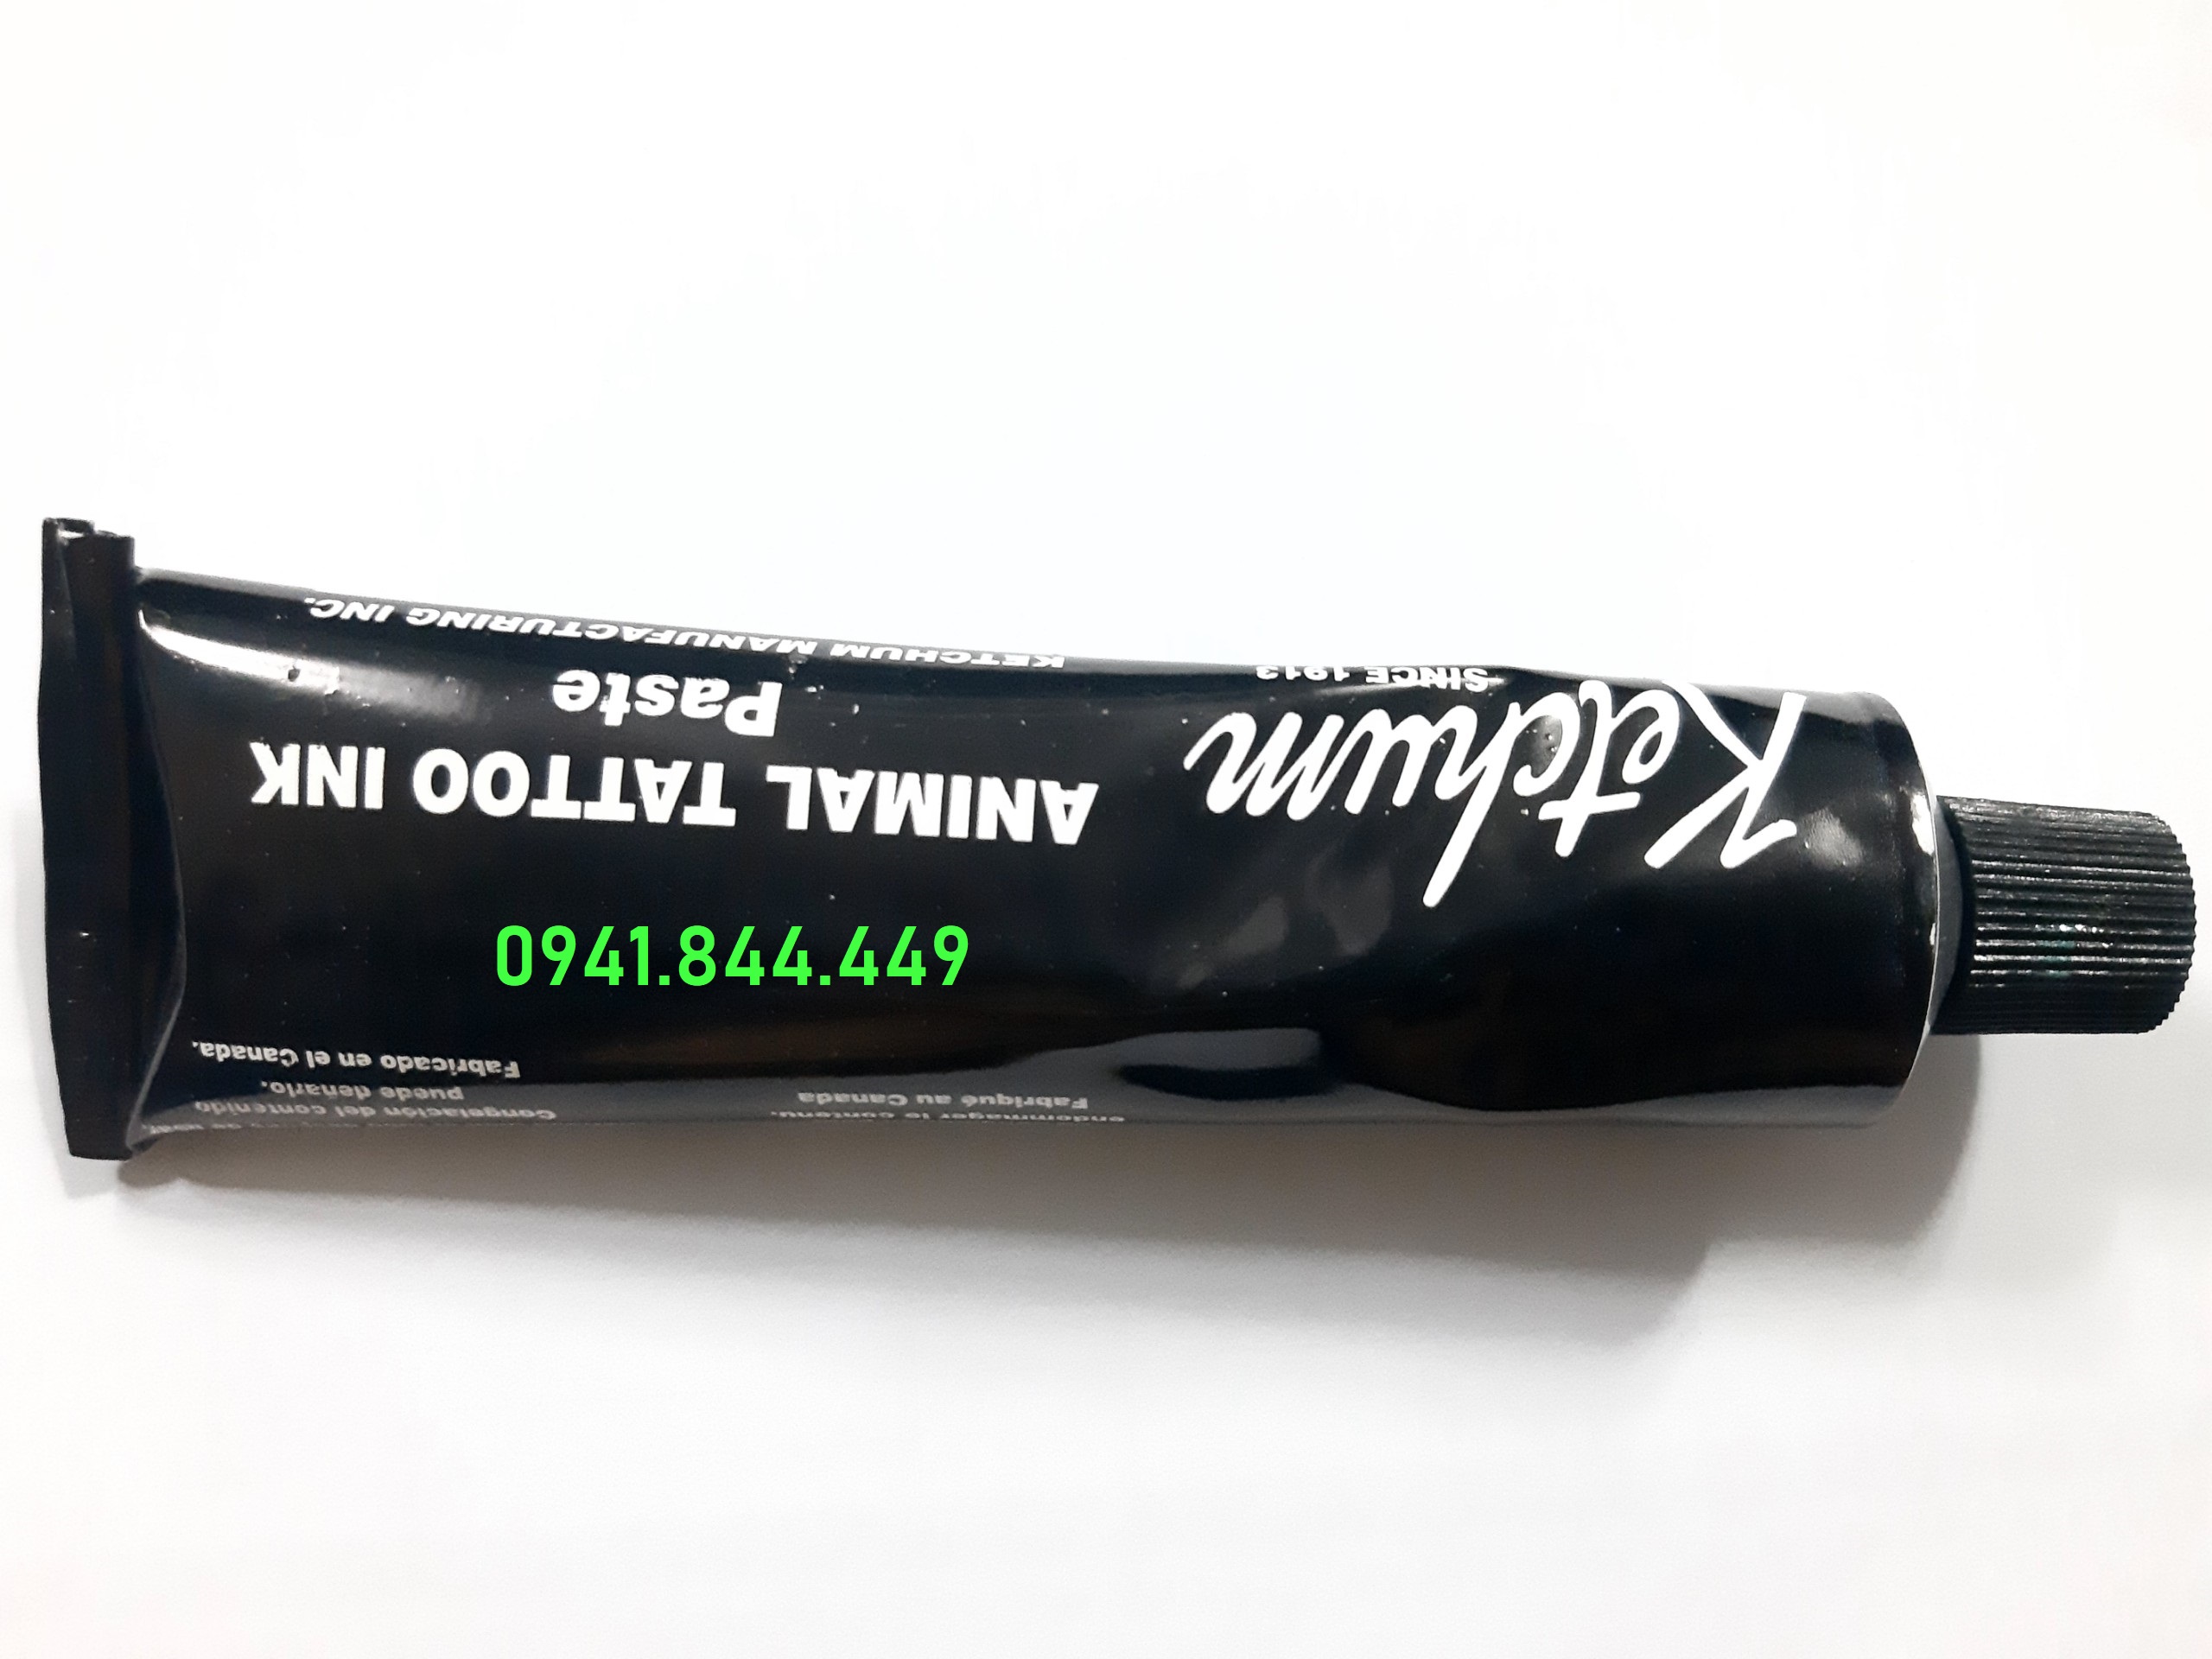 Ketchum
SINCE 1913
ANIMAL TATTOO INK
Paste
KETCHUM MANUFACTURING INC.
0941.844.449
endommager le contenu.
Fabriqué au Canada
Congelación del contenido
puede dañarlo.
Fabricado en el Canada.